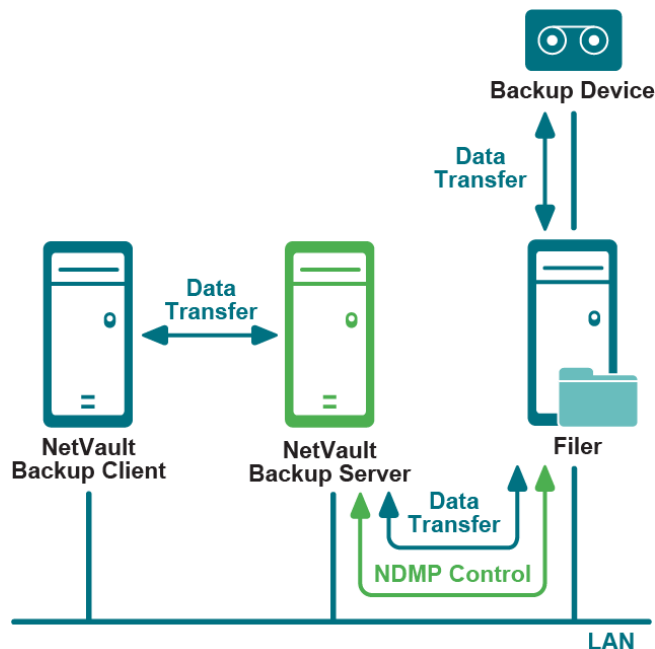 Backup Device
Data
Transfer
Data
Transfer
NetVault
Backup Client
NetVault
Backup Server
Filer
Data
Transfer
NDMP Control
LAN